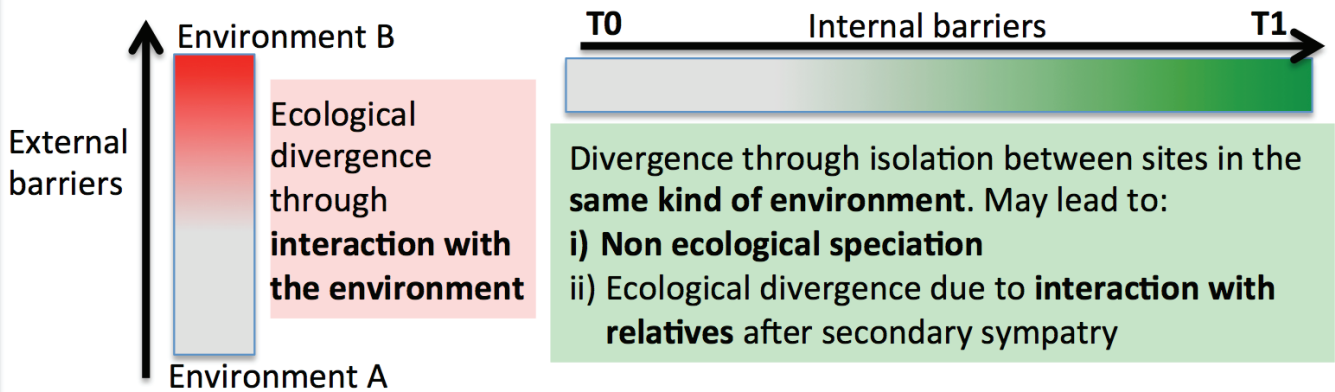 Environment B
External
barriers
Ecological
divergence
through
interaction with
the environment
Environment A
T0 Internal barriers T1
Divergence through isolation between sites in the
same kind of environment. May lead to:
i) Non ecological speciation
ii) Ecological divergence due to interaction with
relatives after secondary sympatry